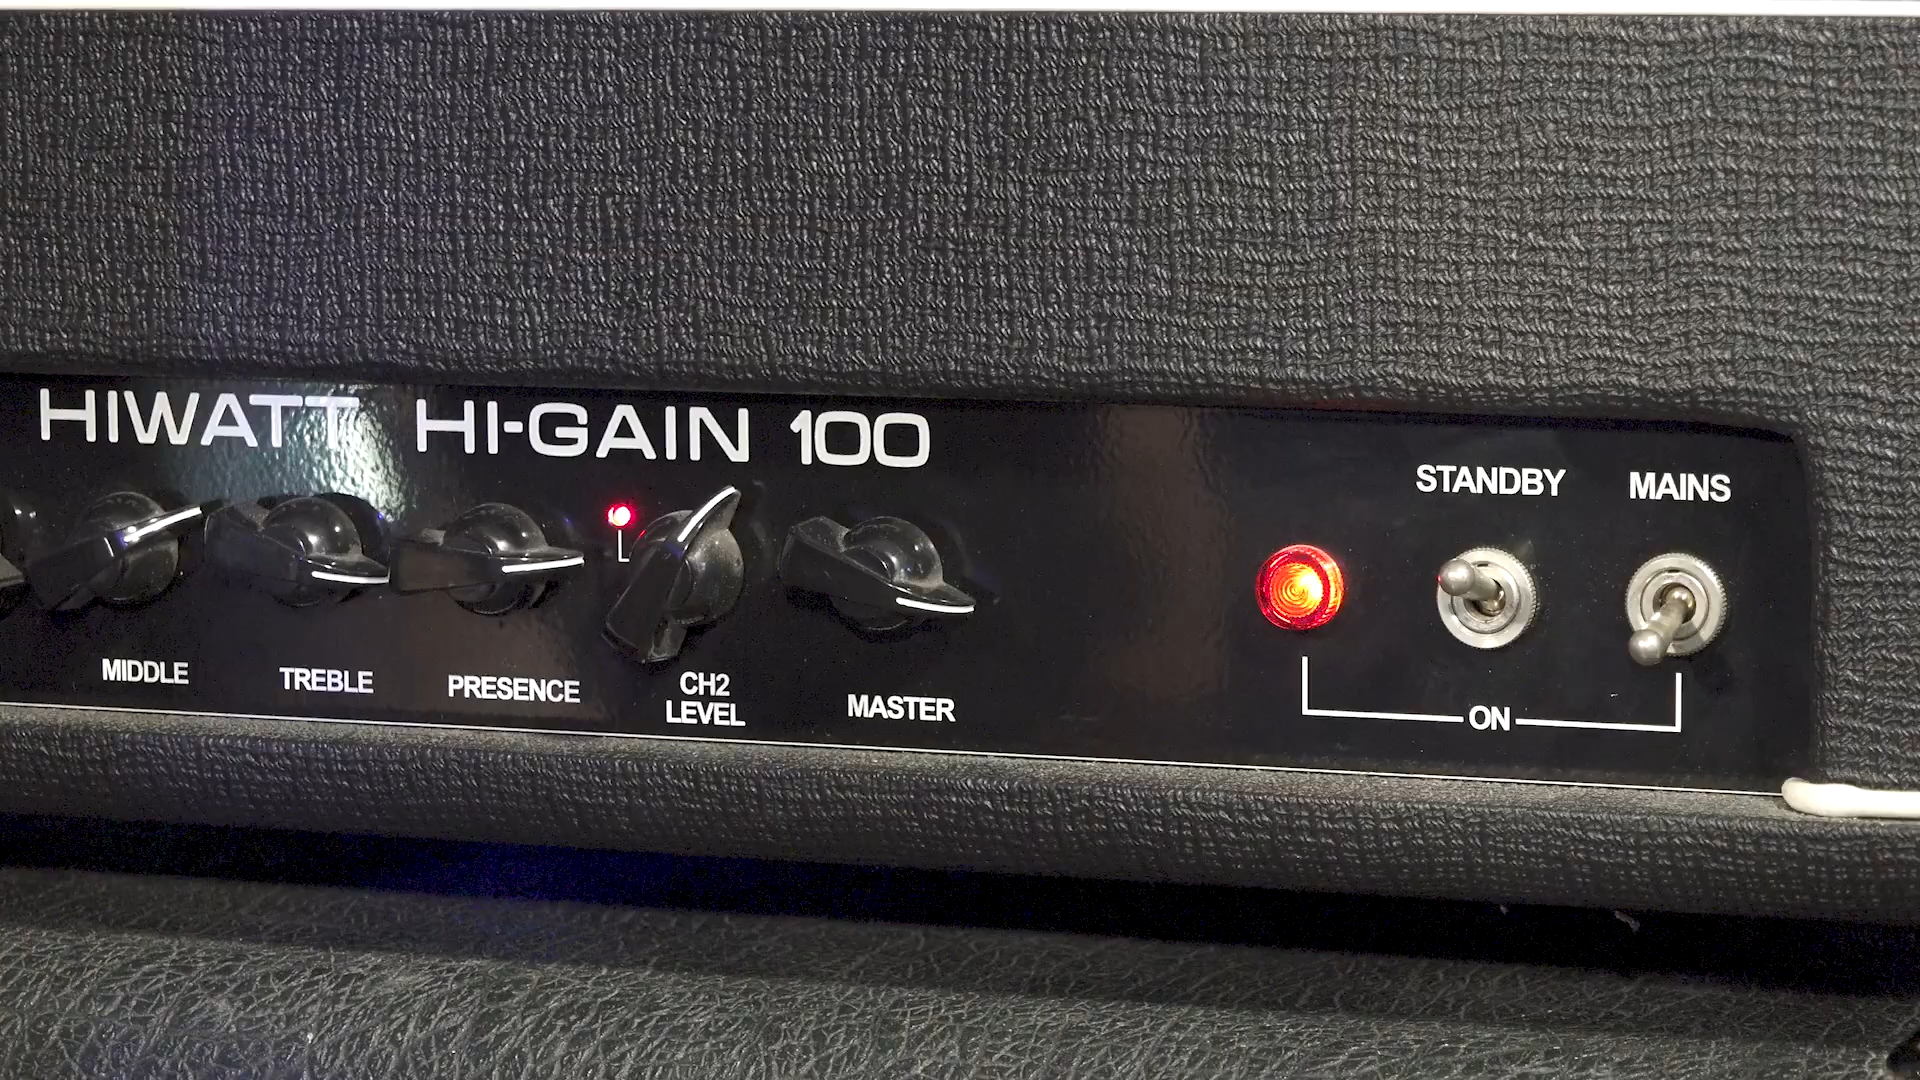 HIWATT HI-GAIN 100
STANDBY MAINS
MIDDLE TREBLE PRESENCE CH2 LEVEL MASTER
ON